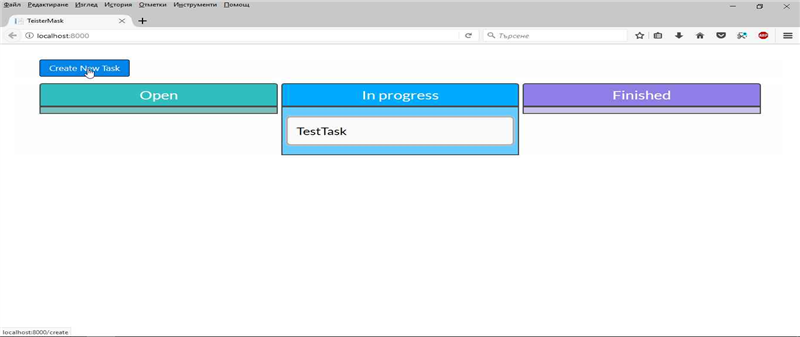 Файл Редактиране Изглед История Отметки Инструменти Помощ
TeisterMask
localhost:8000
Търсене
Create New Task
Open In progress Finished
TestTask
localhost:8000/create